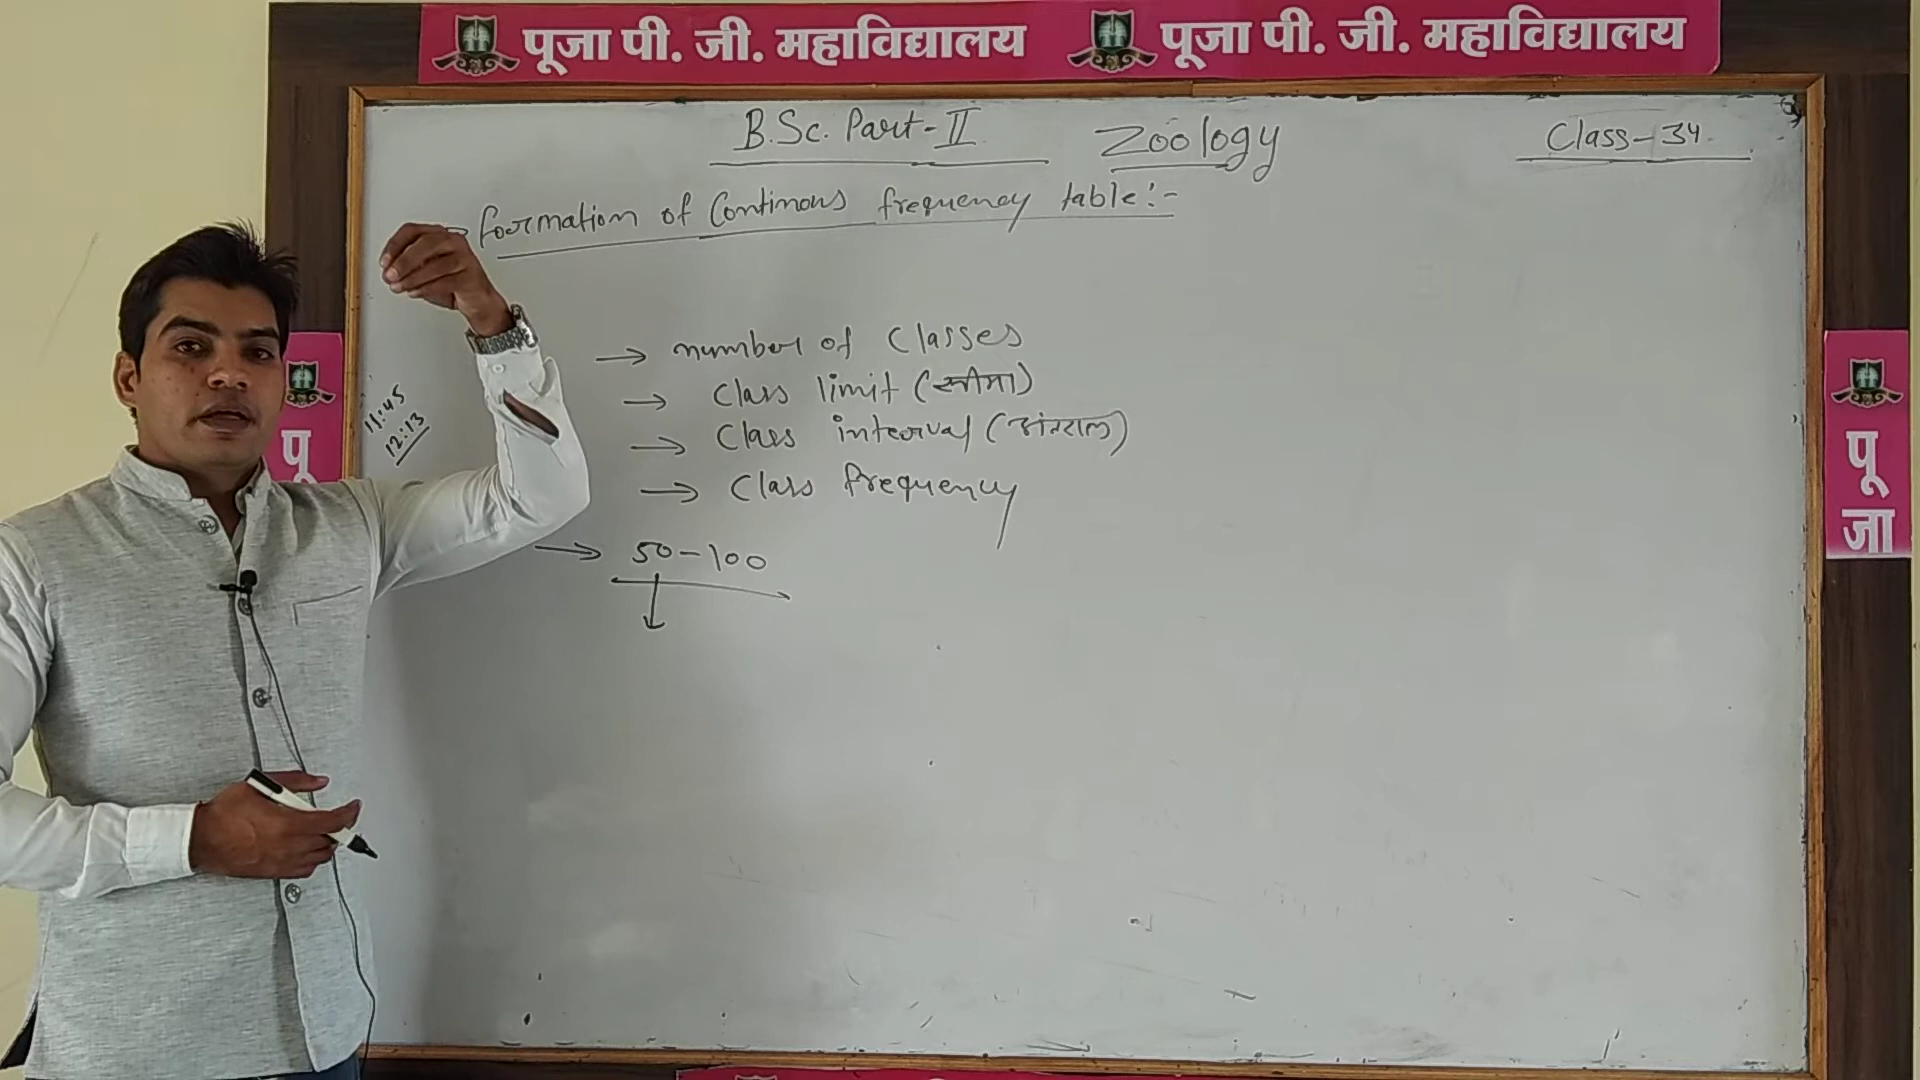 पूजा पी. जी. महाविद्यालय पूजा पी. जी. महाविद्यालय
B.Sc. Part-II Zoology Class-34
formation of Continous frequency table:-
→ number of Classes
→ Class limit (सीमा)
→ Class interval (अंतराल)
→ Class frequency
→ 50-100
11:45
12:13
पू
पू
जा